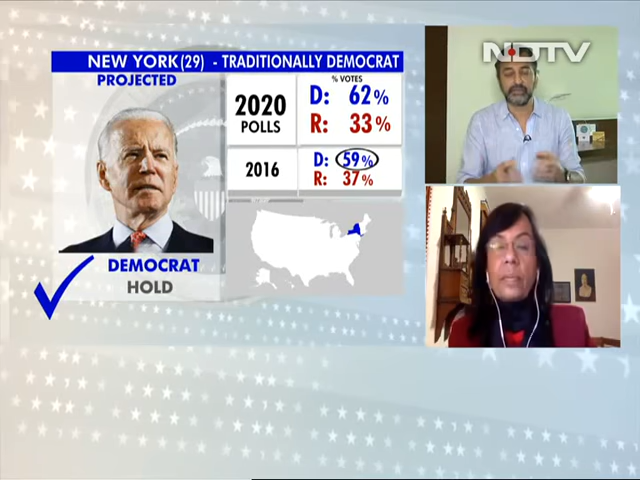 NEW YORK (29) - TRADITIONALLY DEMOCRAT
PROJECTED
% VOTES
2020
POLLS
D: 62%
R: 33%
2016
D: 59%
R: 37%
DEMOCRAT
HOLD
NDTV